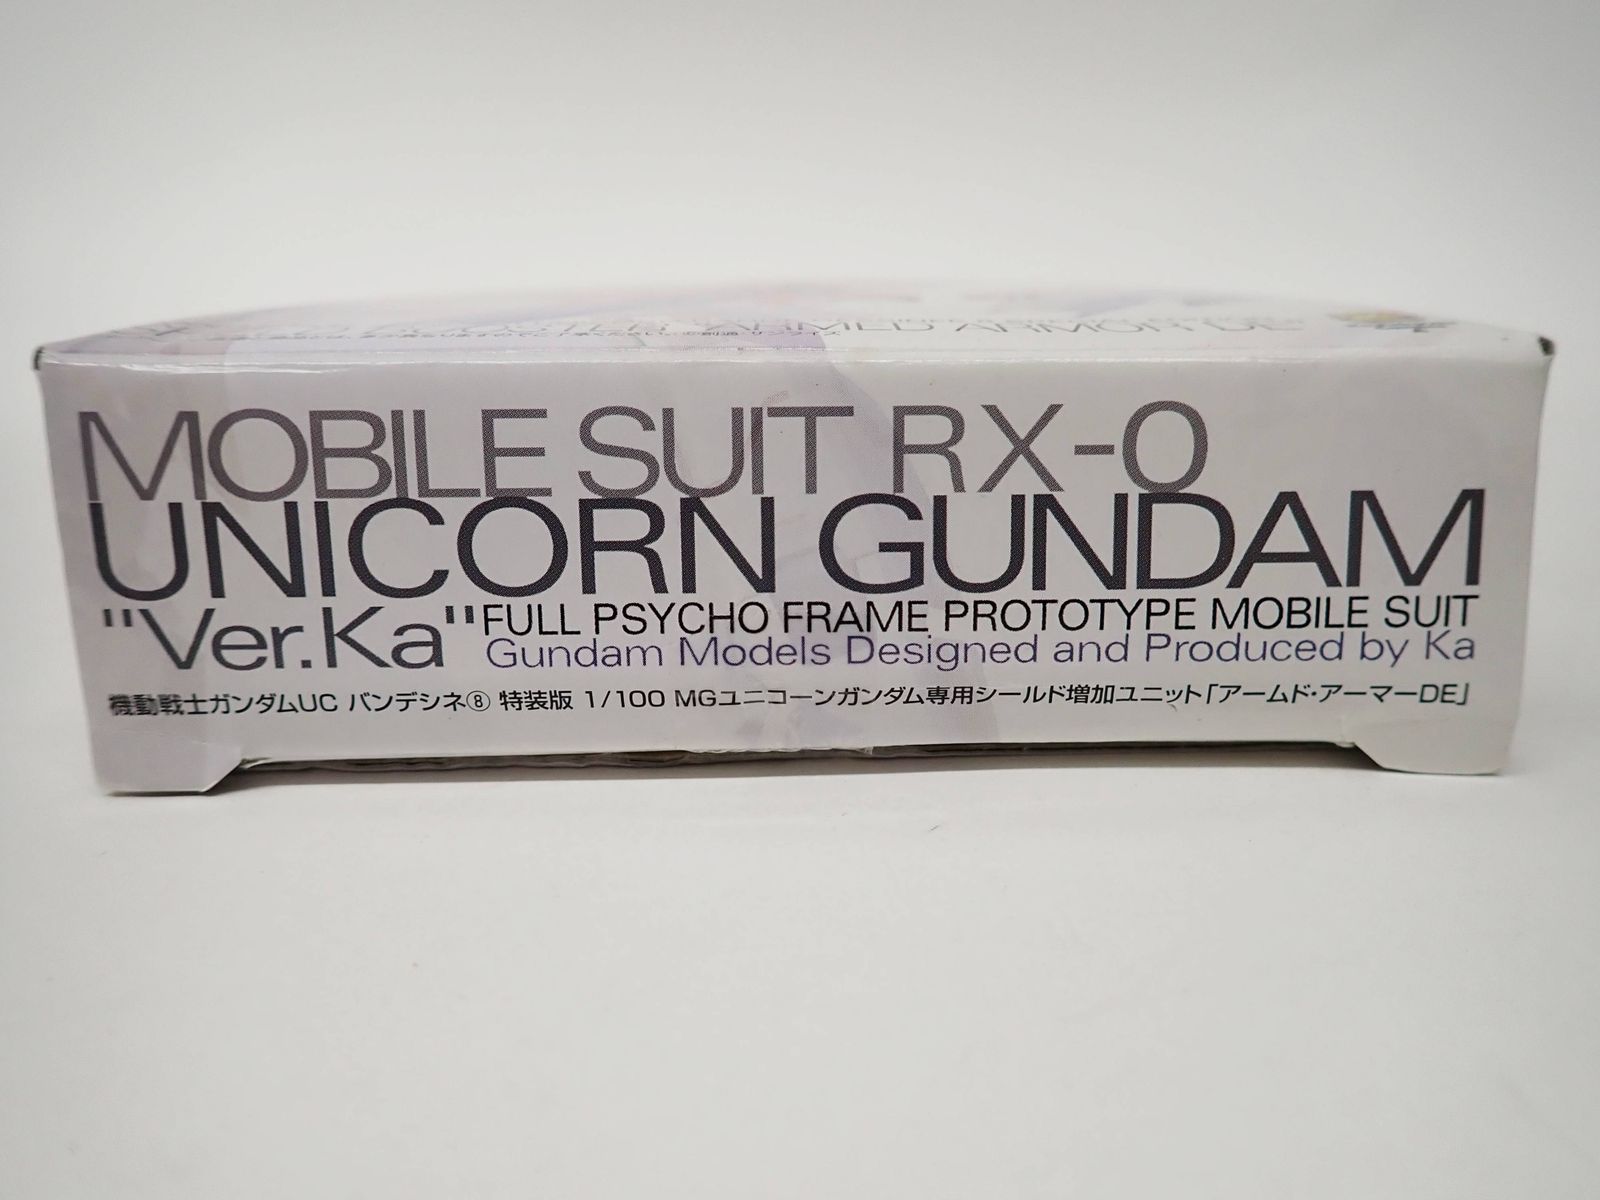 ARMED ARMOR DE
MOBILE SUIT RX-0
UNICORN GUNDAM
"Ver.Ka"
FULL PSYCHO FRAME PROTOTYPE MOBILE SUIT
Gundam Models Designed and Produced by Ka
機動戦士ガンダムUC バンデシネ⑧ 特装版 1/100 MGユニコーンガンダム専用シールド増加ユニット「アームド・アーマーDE」